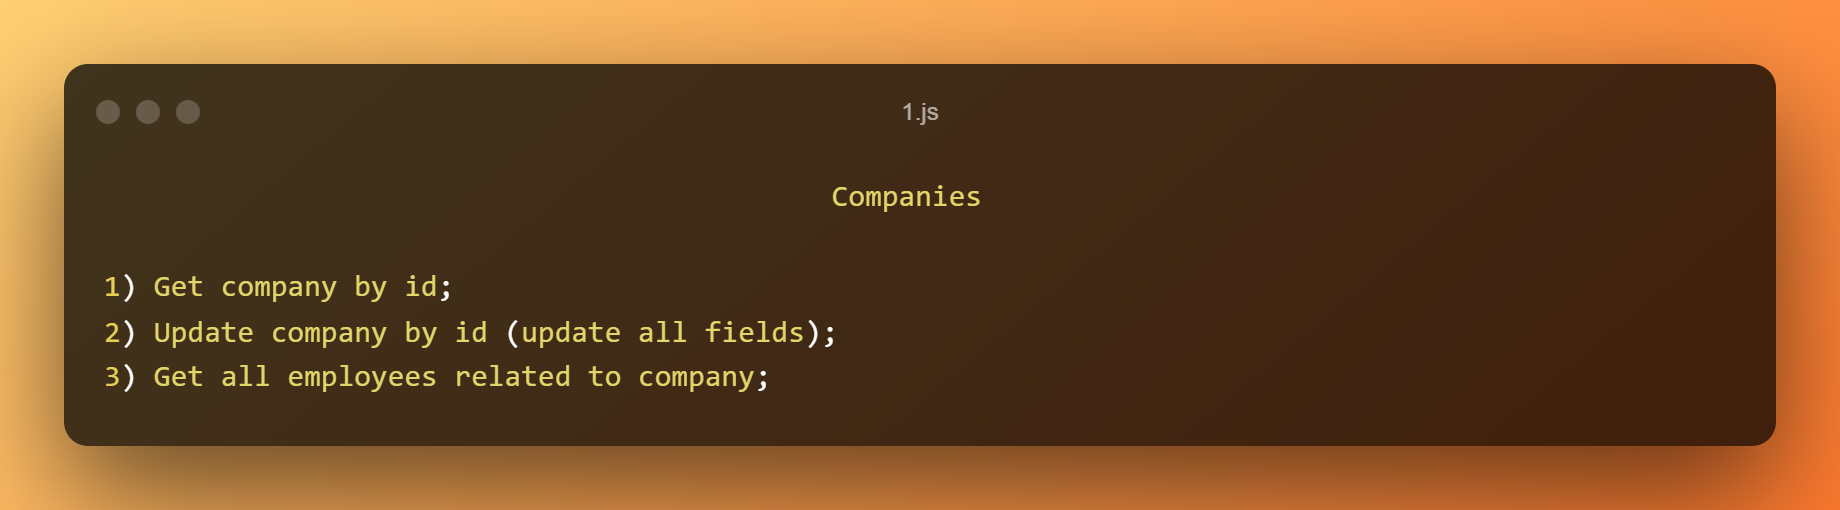 1.js
Companies
1) Get company by id;
2) Update company by id (update all fields);
3) Get all employees related to company;